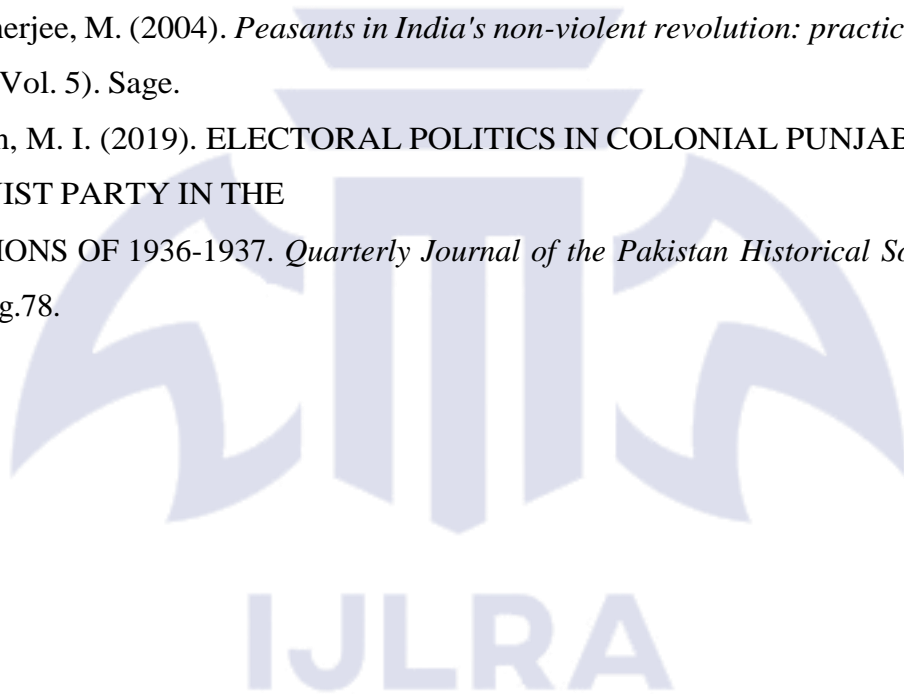 erjee, M. (2004). Peasants in India's non-violent revolution: practic
Vol. 5). Sage.
, M. I. (2019). ELECTORAL POLITICS IN COLONIAL PUNJAB
IST PARTY IN THE
IONS OF 1936-1937. Quarterly Journal of the Pakistan Historical So
g.78.
IJLRA